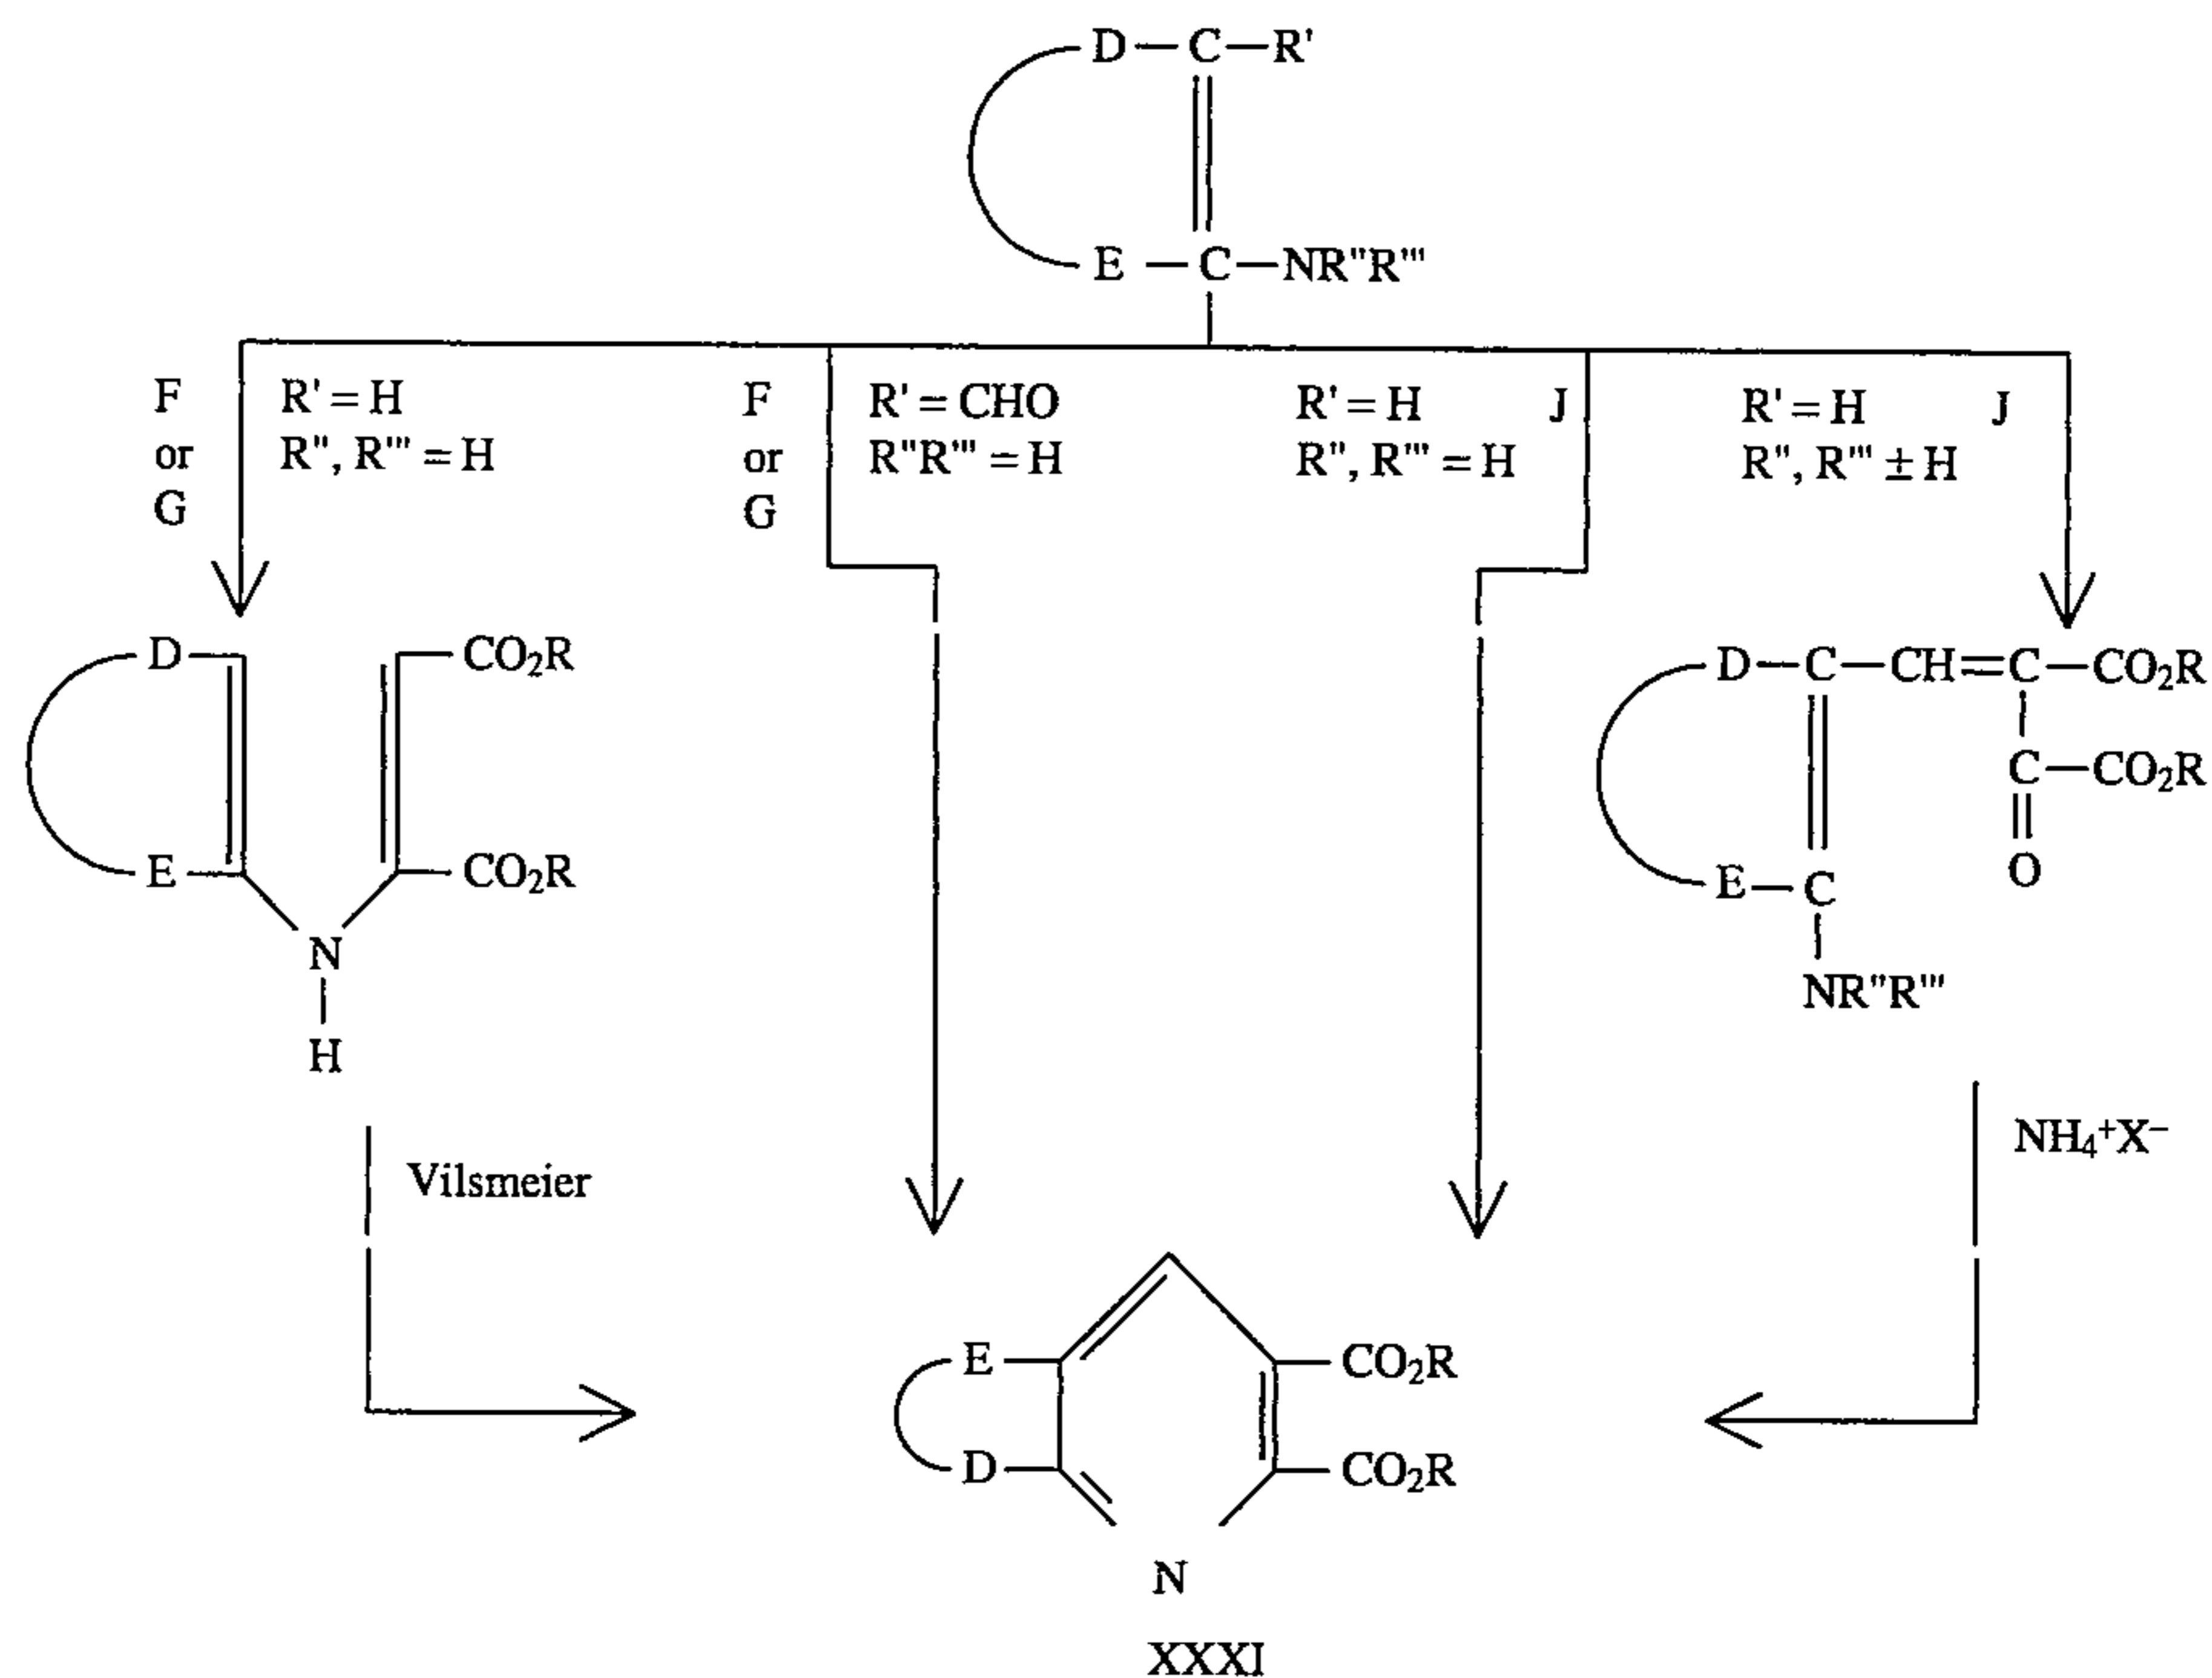 D—C—R'
E—C—NR"R'"
F
or
G
R' = H
R", R'" = H
F
or
G
R' = CHO
R"R'" = H
R' = H
R", R'" = H
J
R' = H
R", R'" ± H
J
D
CO₂R
E
CO₂R
N
H
D—C—CH=C—CO₂R
C—CO₂R
O
E—C
NR"R'"
Vilsmeier
NH₄⁺X⁻
E
CO₂R
D
CO₂R
N
XXXI